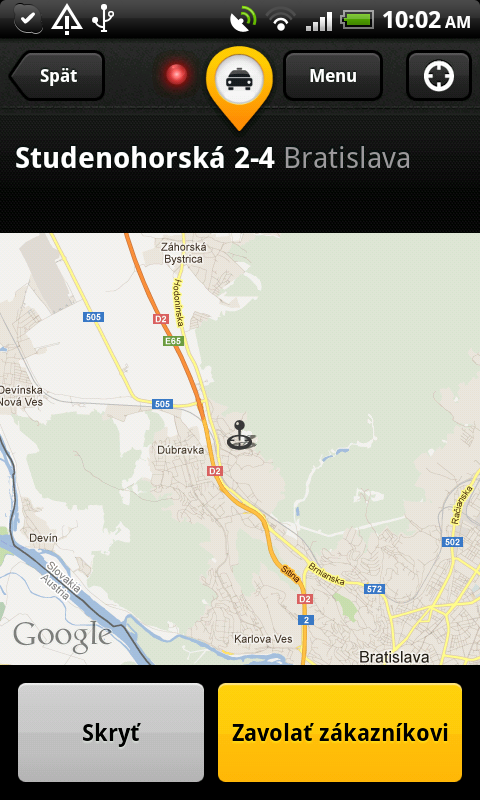 10:02 AM
Spät
Menu
Studenohorská 2-4 Bratislava
Záhorská
Bystrica
Hodonínska
505
D2
E65
Devínska
Nová Ves
505
Dúbravka
D2
Račianska
502
Devín
Slovakia
Austria
Sitina
Brnianska
572
D2
2
Google
Karlova Ves
Bratislava
Skryť
Zavolať zákazníkovi